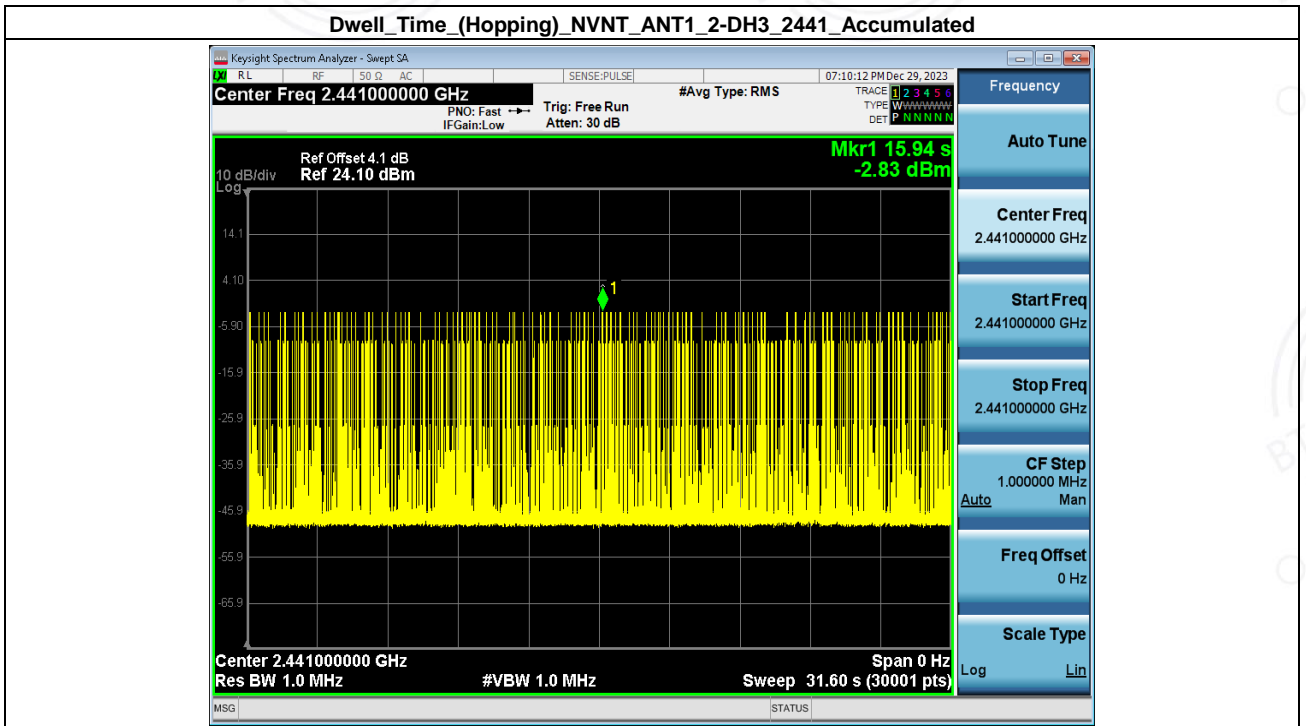 Dwell_Time_(Hopping)_NVNT_ANT1_2-DH3_2441_Accumulated
Keysight Spectrum Analyzer - Swept SA
LXI RL RF 50 Ω AC SENSE:PULSE 07:10:12 PM Dec 29, 2023
Center Freq 2.441000000 GHz #Avg Type: RMS TRACE 1 2 3 4 5 6
PNO: Fast Trig: Free Run TYPE WWWWWW
IFGain:Low Atten: 30 dB DET P NNNNN
Mkr1 15.94 s
Ref Offset 4.1 dB
10 dB/div Ref 24.10 dBm -2.83 dBm
Log
14.1
4.10
1
-5.90
-15.9
-25.9
-35.9
-45.9
-55.9
-65.9
Center 2.441000000 GHz Span 0 Hz
Res BW 1.0 MHz #VBW 1.0 MHz Sweep 31.60 s (30001 pts)
MSG STATUS
Frequency
Auto Tune
Center Freq
2.441000000 GHz
Start Freq
2.441000000 GHz
Stop Freq
2.441000000 GHz
CF Step
1.000000 MHz
Auto Man
Freq Offset
0 Hz
Scale Type
Log Lin